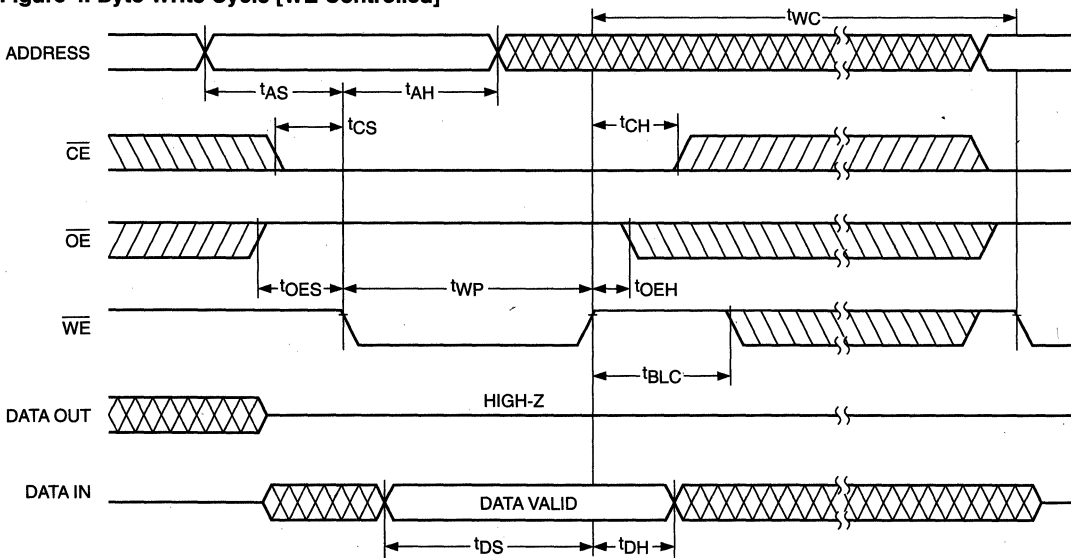 Figure 4. Byte Write Cycle [WE Controlled]
tWC
ADDRESS
tAS
tAH
tCS
tCH
CE
OE
tOES
tWP
tOEH
WE
tBLC
HIGH-Z
DATA OUT
DATA IN
DATA VALID
tDS
tDH